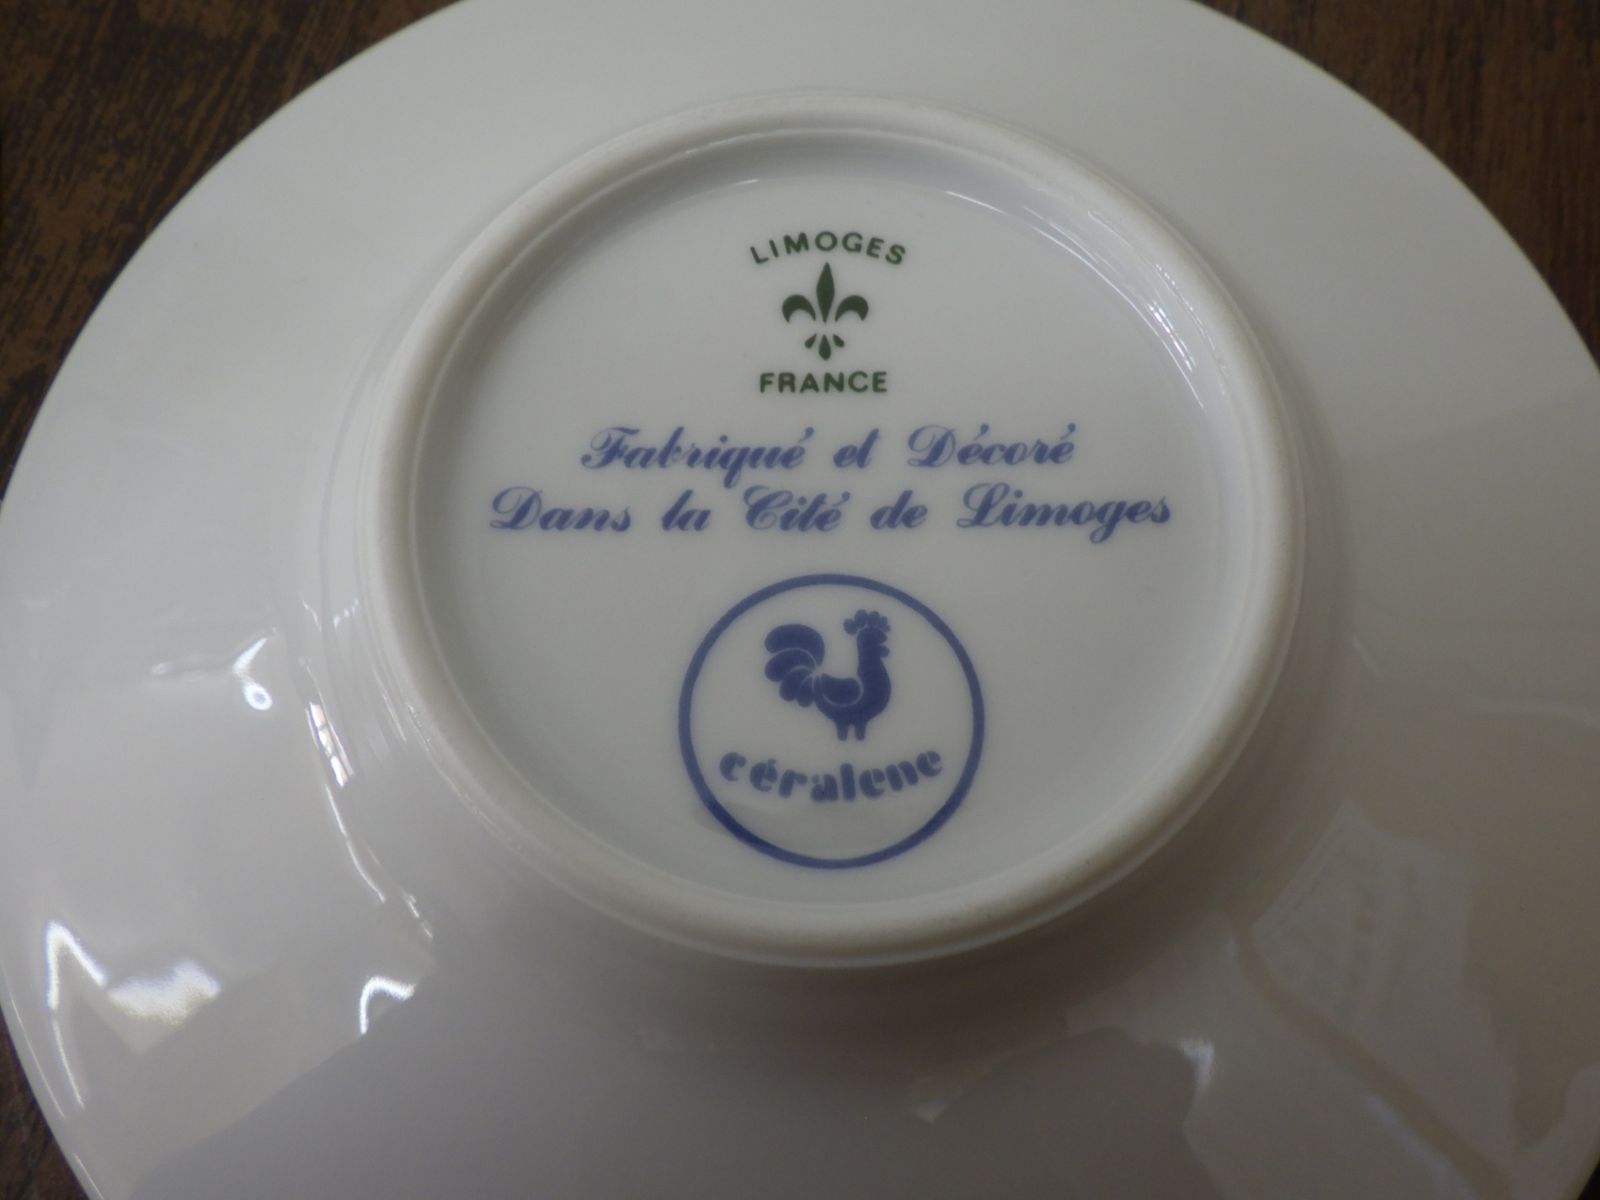 LIMOGES
FRANCE
Fabriqué et Décoré
Dans la Cité de Limoges
céralene